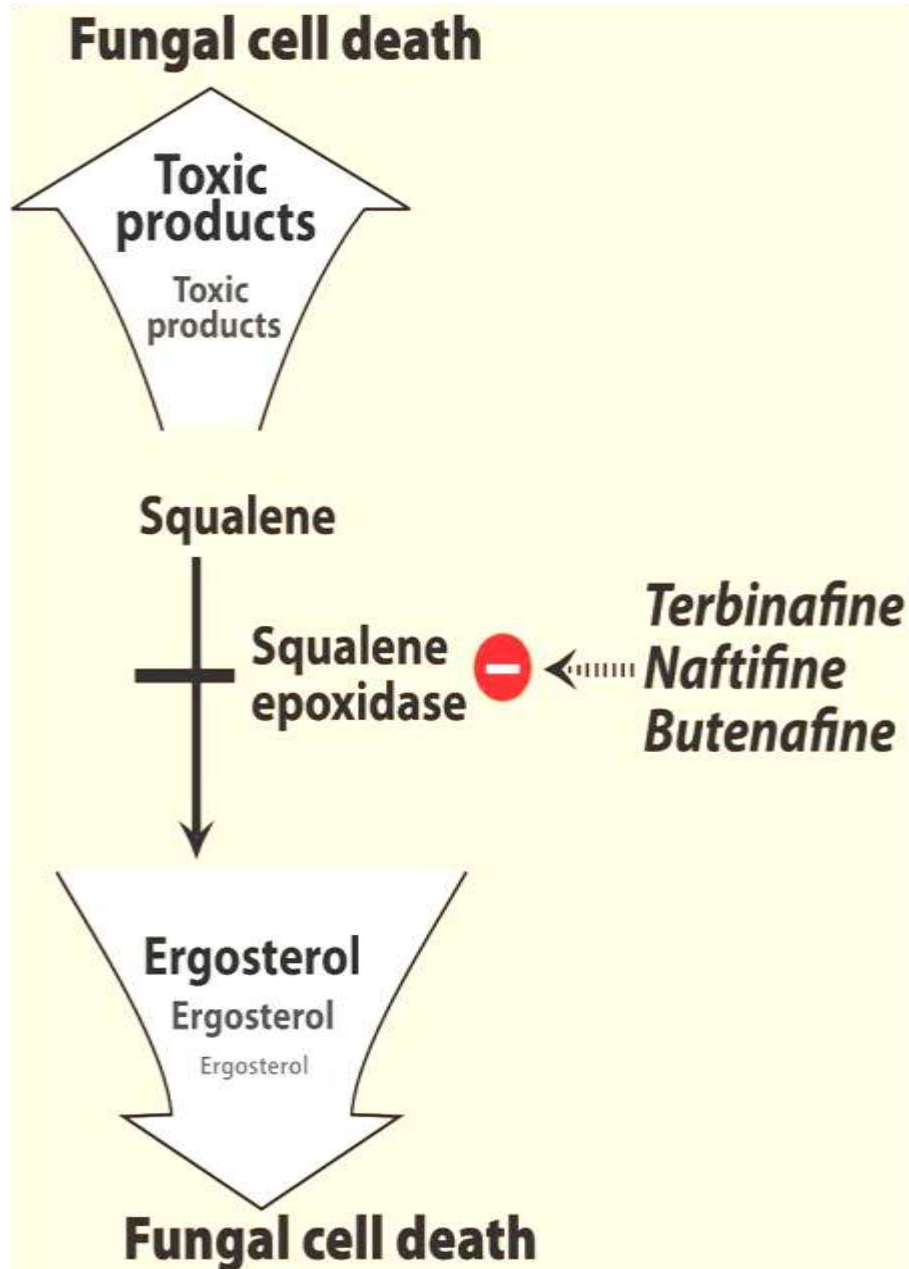 Fungal cell death
Toxic
products
Toxic
products
Squalene
Squalene
epoxidase
Terbinafine
Naftifine
Butenafine
Ergosterol
Ergosterol
Ergosterol
Fungal cell death